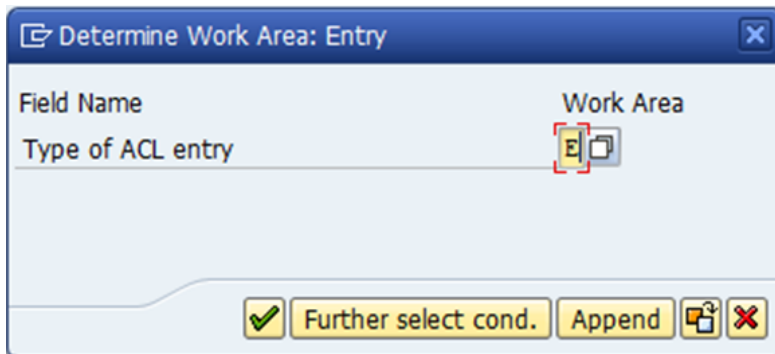 Determine Work Area: Entry
Field Name Work Area
Type of ACL entry E
Further select cond. Append